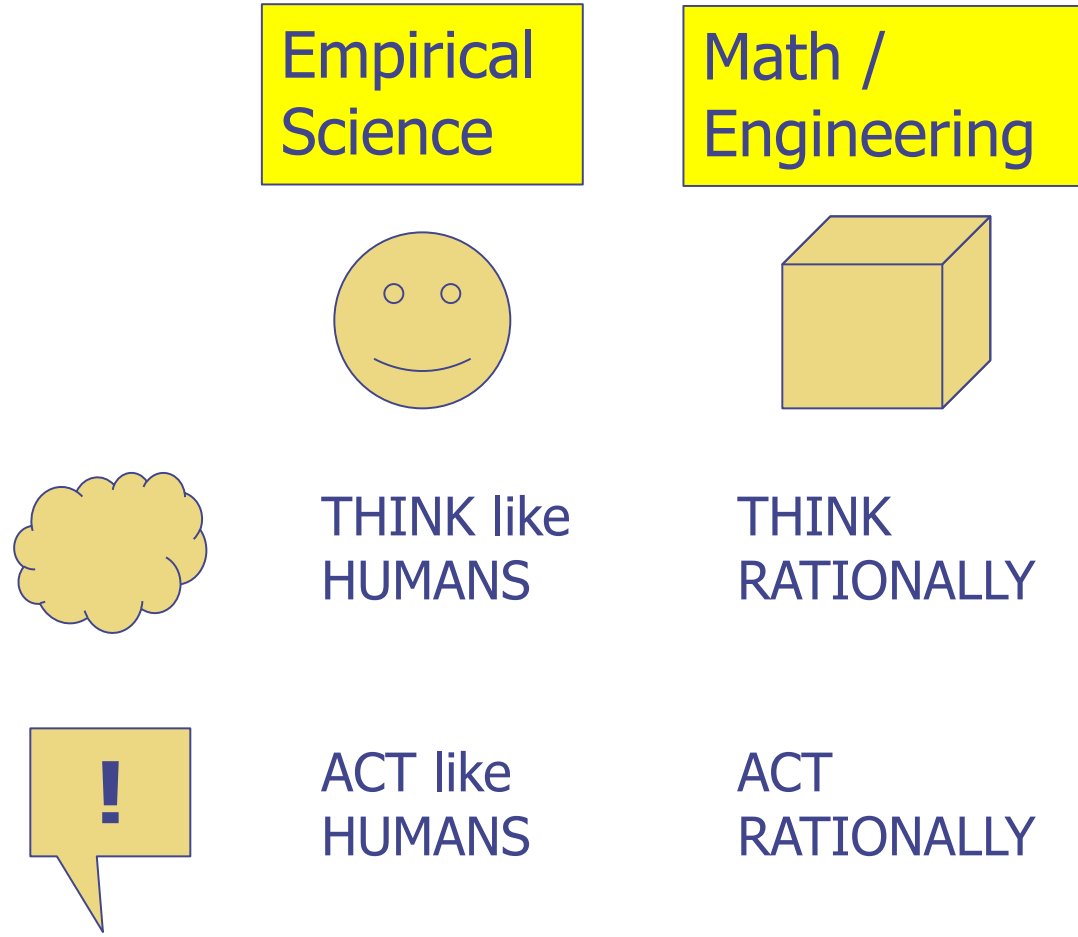 Empirical
Science
Math /
Engineering
THINK like
HUMANS
THINK
RATIONALLY
!
ACT like
HUMANS
ACT
RATIONALLY